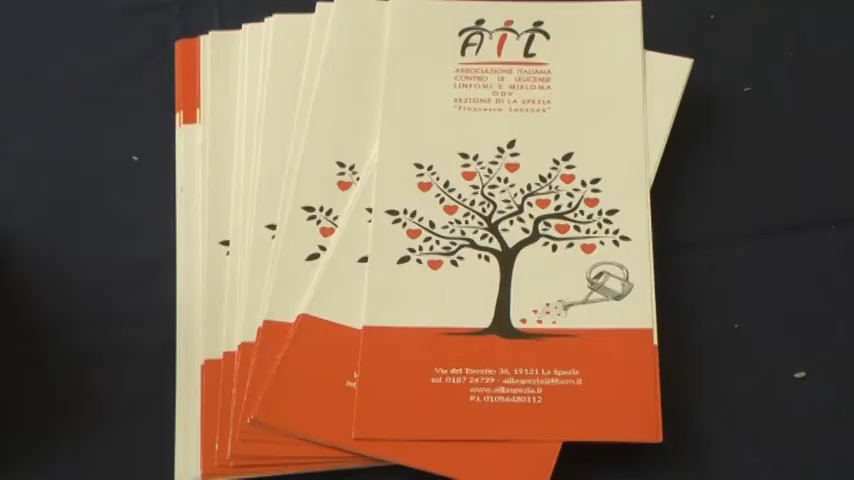 AIL
ASSOCIAZIONE ITALIANA
CONTRO LE LEUCEMIE
LINFOMI E MIELOMA
ODV
SEZIONE DI LA SPEZIA
Via del Torretto 36, 19121 La Spezia
tel. 0187 24729 - aillaspezia@libero.it
www.aillaspezia.it
P.I. 01056480112